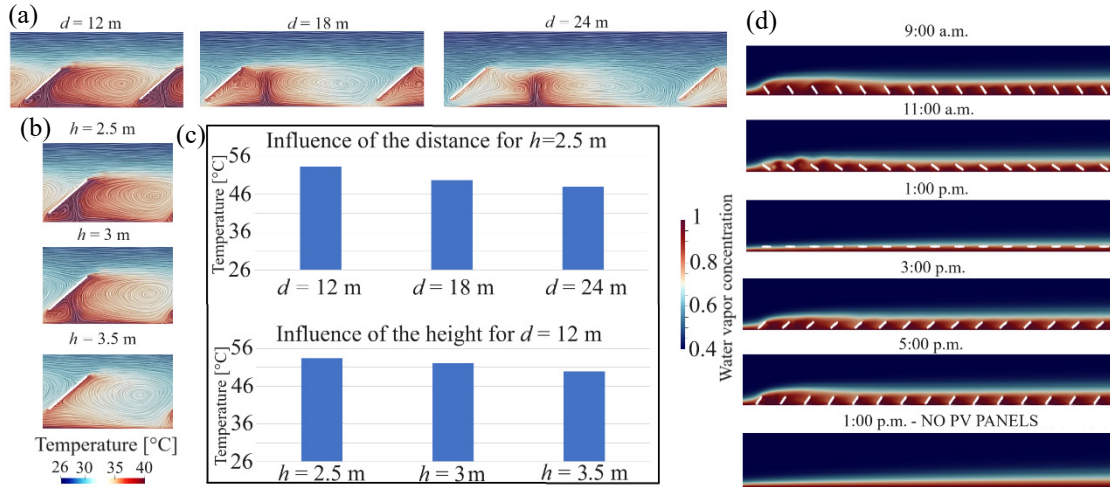 (a)
d = 12 m
d = 18 m
d = 24 m
(b)
h = 2.5 m
h = 3 m
h = 3.5 m
Temperature [°C]
26 30 35 40
(c)
Influence of the distance for h=2.5 m
Temperature [°C]
56
46
36
26
d = 12 m
d = 18 m
d = 24 m
Influence of the height for d = 12 m
Temperature [°C]
56
46
36
26
h = 2.5 m
h = 3 m
h = 3.5 m
Water vapor concentration
1
0.8
0.6
0.4
(d)
9:00 a.m.
11:00 a.m.
1:00 p.m.
3:00 p.m.
5:00 p.m.
1:00 p.m. - NO PV PANELS